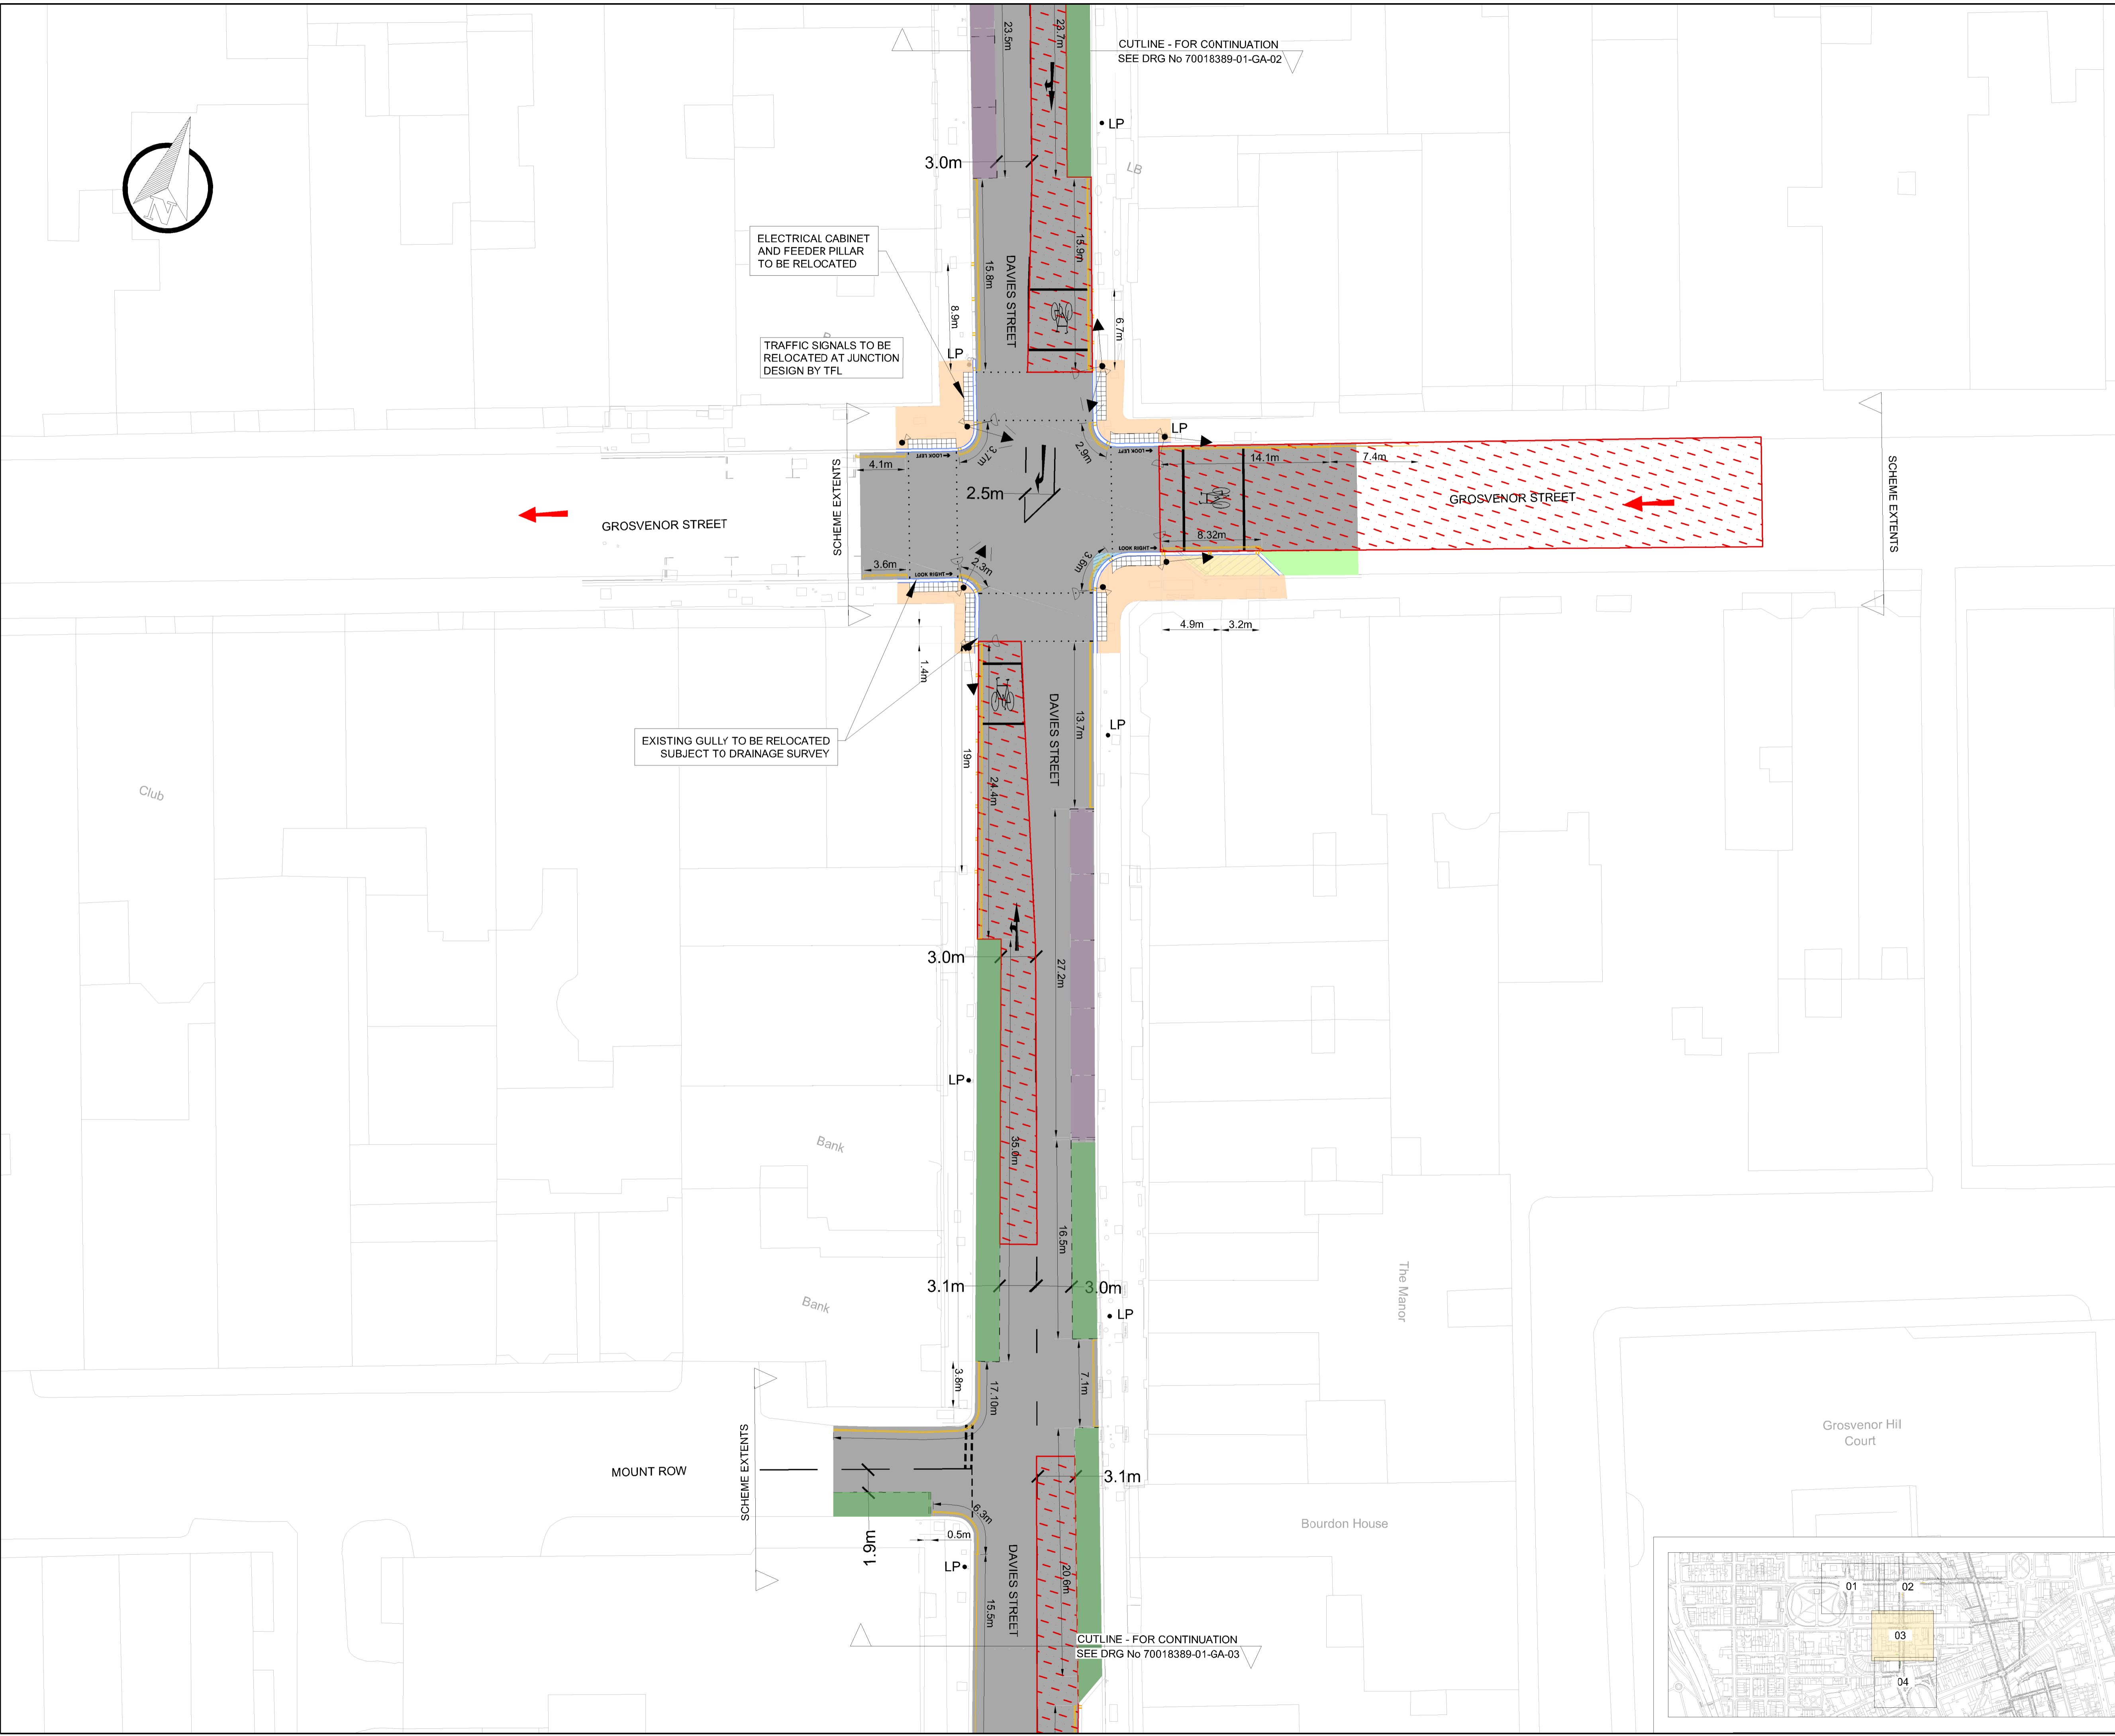 23.5m
23.7m
CUTLINE - FOR CONTINUATION
SEE DRG No 70018389-01-GA-02
LP
3.0m
LB
N
ELECTRICAL CABINET
AND FEEDER PILLAR
TO BE RELOCATED
15.8m
DAVIES STREET
15.9m
8.9m
6.7m
TRAFFIC SIGNALS TO BE
RELOCATED AT JUNCTION
DESIGN BY TFL
LP
LP
LOOK LEFT
LOOK LEFT
3.7m
2.9m
4.1m
14.1m
7.4m
2.5m
SCHEME EXTENTS
GROSVENOR STREET
GROSVENOR STREET
SCHEME EXTENTS
8.32m
LOOK RIGHT
LOOK RIGHT
3.6m
2.3m
3.6m
4.9m
3.2m
1.4m
DAVIES STREET
13.7m
LP
EXISTING GULLY TO BE RELOCATED
SUBJECT TO DRAINAGE SURVEY
19m
24.4m
Club
3.0m
27.2m
LP
35.0m
Bank
16.5m
3.1m
3.0m
Bank
LP
The Manor
3.8m
17.10m
7.1m
SCHEME EXTENTS
MOUNT ROW
3.1m
Grosvenor Hill
Court
6.3m
0.5m
1.9m
LP
Bourdon House
DAVIES STREET
20.6m
15.5m
CUTLINE - FOR CONTINUATION
SEE DRG No 70018389-01-GA-03
01
02
03
04